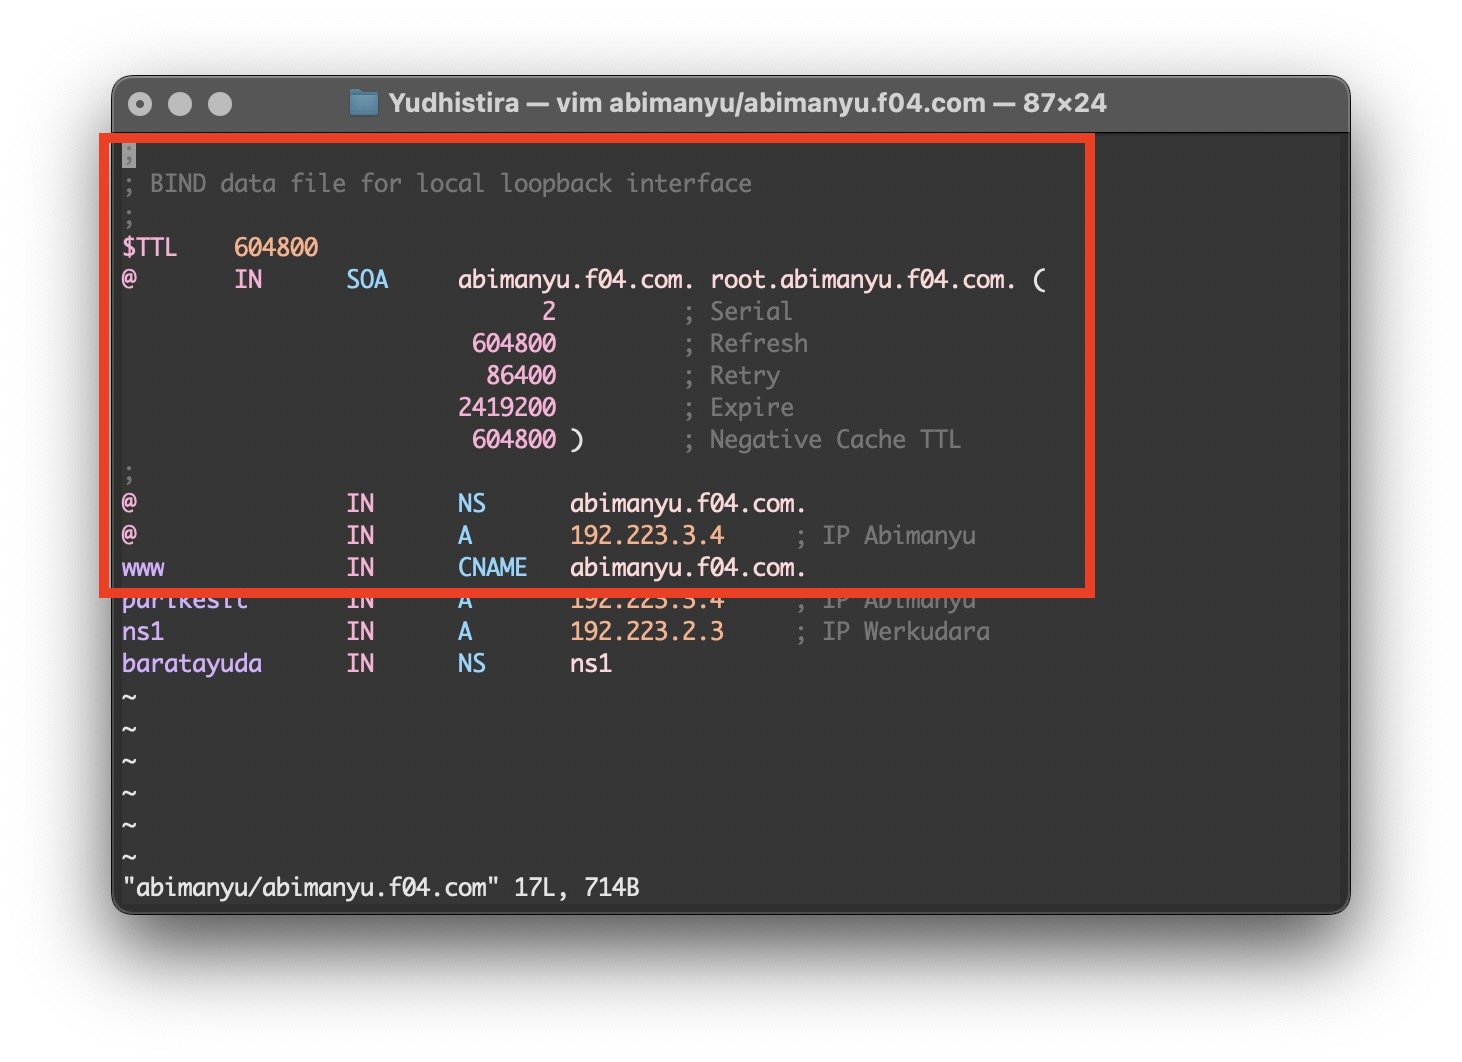 Yudhistira — vim abimanyu/abimanyu.f04.com — 87×24
;
; BIND data file for local loopback interface
;
$TTL    604800
@       IN      SOA     abimanyu.f04.com. root.abimanyu.f04.com. (
                              2         ; Serial
                         604800         ; Refresh
                          86400         ; Retry
                        2419200         ; Expire
                         604800 )       ; Negative Cache TTL
;
@               IN      NS      abimanyu.f04.com.
@               IN      A       192.223.3.4     ; IP Abimanyu
www             IN      CNAME   abimanyu.f04.com.
parikesit       IN      A       192.223.3.4     ; IP Abimanyu
ns1             IN      A       192.223.2.3     ; IP Werkudara
baratayuda      IN      NS      ns1
~
~
~
~
~
~
"abimanyu/abimanyu.f04.com" 17L, 714B